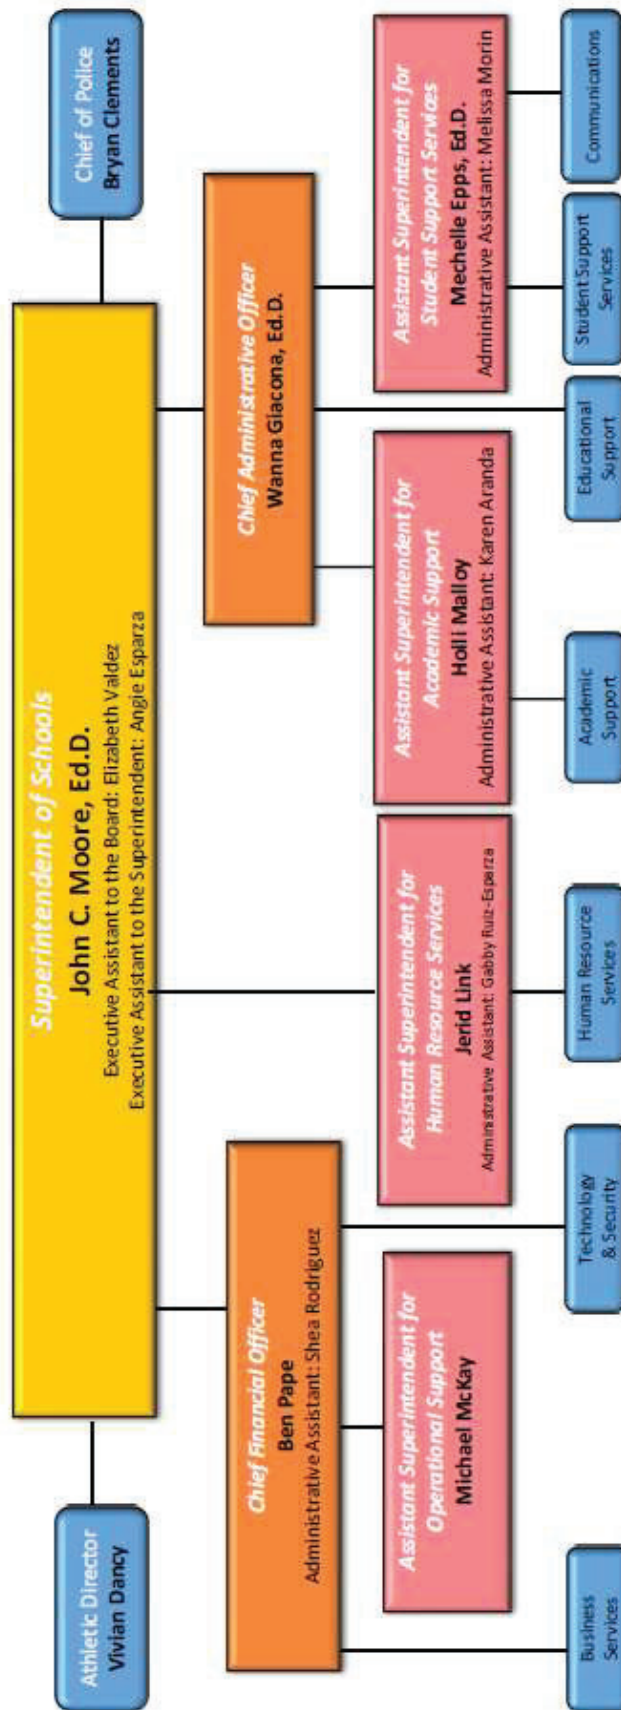 Superintendent of Schools
John C. Moore, Ed.D.
Executive Assistant to the Board: Elizabeth Valdez
Executive Assistant to the Superintendent: Angie Esparza
Athletic Director
Vivian Dancy
Chief of Police
Bryan Clements
Chief Financial Officer
Ben Pape
Administrative Assistant: Shea Rodriguez
Chief Administrative Officer
Wanna Giacona, Ed.D.
Assistant Superintendent for
Operational Support
Michael McKay
Assistant Superintendent for
Human Resource Services
Jerid Link
Administrative Assistant: Gabby Ruiz-Esparza
Assistant Superintendent for
Academic Support
Holli Malloy
Administrative Assistant: Karen Aranda
Assistant Superintendent for
Student Support Services
Mechelle Epps, Ed.D.
Administrative Assistant: Melissa Morin
Business
Services
Technology
& Security
Human Resource
Services
Academic
Support
Educational
Support
Student Support
Services
Communications